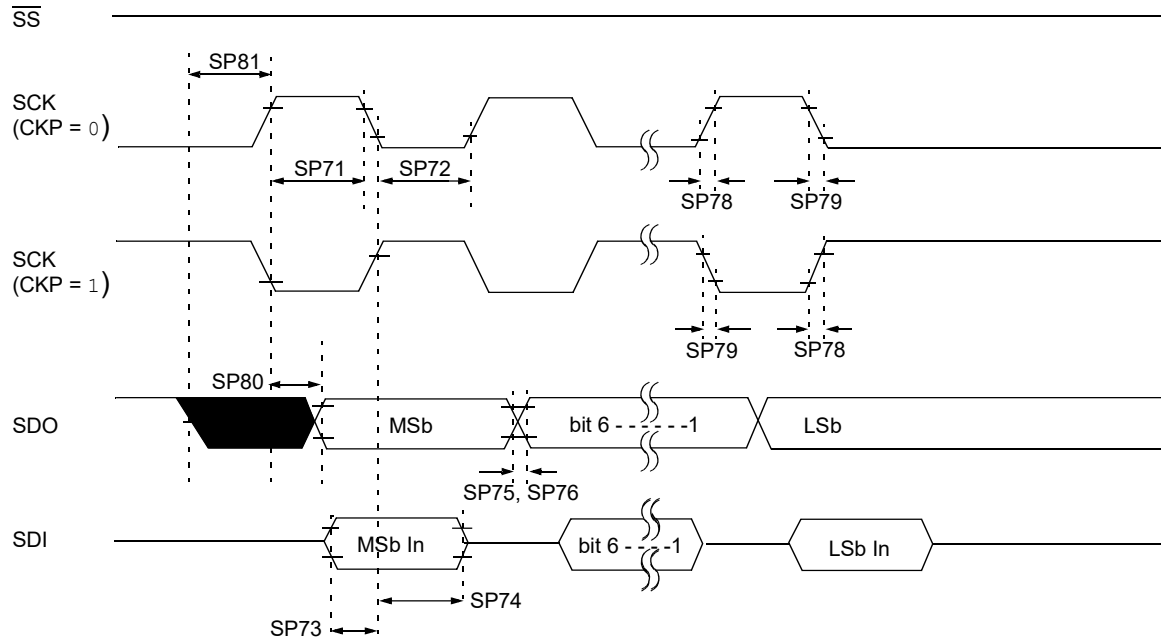 SS
SP81
SCK
(CKP = 0)
SP71
SP72
SP78
SP79
SCK
(CKP = 1)
SP79
SP78
SP80
SDO
MSb
bit 6 - - - - - - -1
LSb
SP75, SP76
SDI
MSb In
bit 6 - - - - -1
LSb In
SP74
SP73